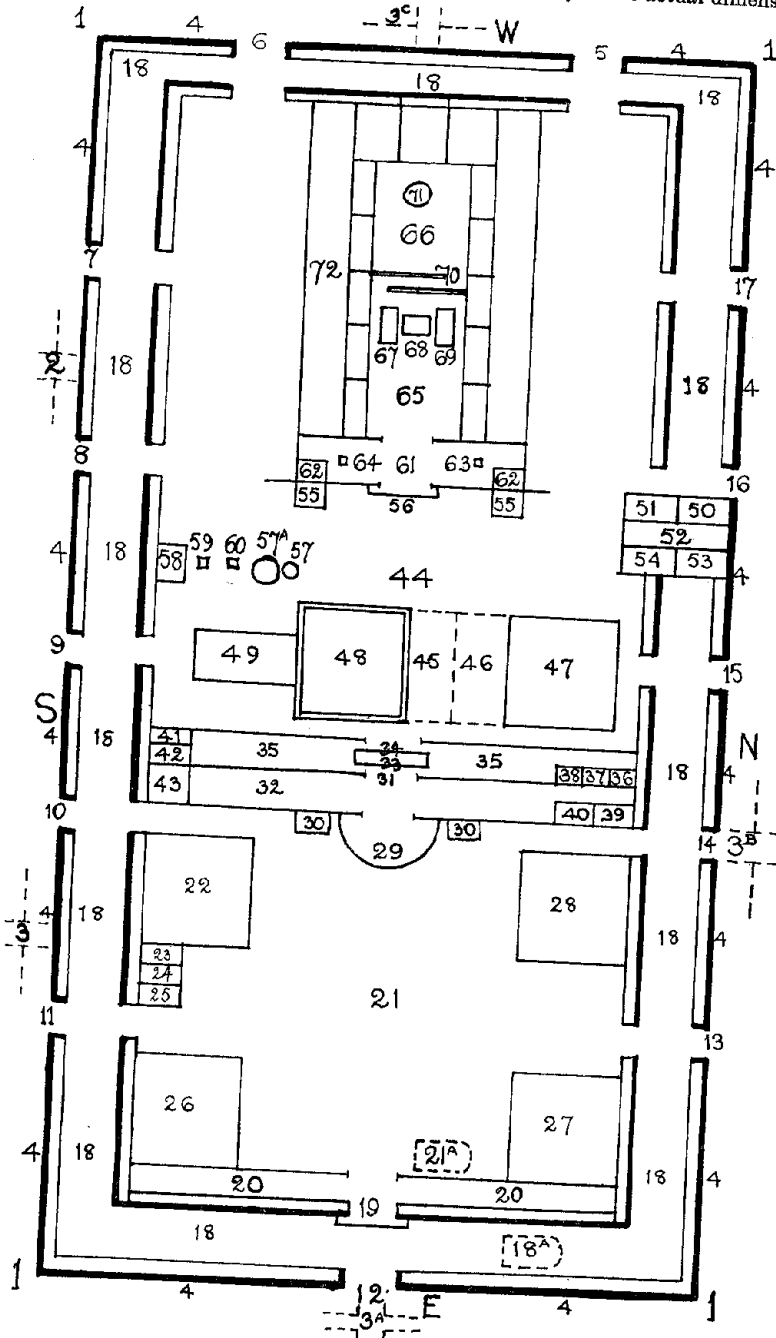 actual dimens
3ᶜ W
1 4 6 5 4 1
18 18 18
4 4
71
66
7 72 70 17
2 18 67 68 69 18 4
65
8 64 61 63 16
62 62
55 56 55 51 50
52
4 18 58 59 60 57ᴬ 57 54 53 4
44
9 49 48 45 46 47 15
S N
4 18 41 35 34 35 18 4
42 33 38 37 36
43 32 31 40 39
10 30 29 30 14 3ᴮ
22 28
4 18 18 4
3 23
24
25 21
11 13
26 27
4 18 21ᴬ 18 4
20 19 20
18 18ᴬ
1 4 12 E 4 1
3ᴬ